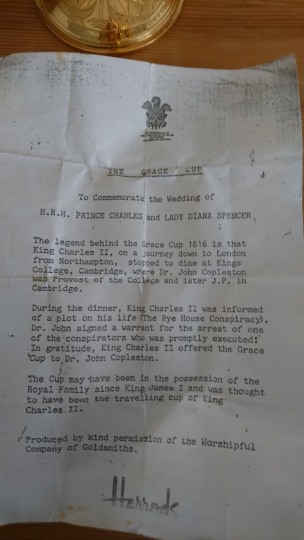 THE GRACE CUP
To Commemorate the Wedding of
H.R.H. PRINCE CHARLES and LADY DIANA SPENCER
The legend behind the Grace Cup 1616 is that
King Charles II, on a journey down to London
from Northampton, stopped to dine at Kings
College, Cambridge, where Dr. John Copleston
was Provost of the College and later J.P. in
Cambridge.
During the dinner, King Charles II was informed
of a plot on his life (The Rye House Conspiracy).
Dr. John signed a warrant for the arrest of one
of the conspirators who was promptly executed!
In gratitude, King Charles II offered the Grace
Cup to Dr. John Copleston.
The Cup may have been in the possession of the
Royal Family since King James I and was thought
to have been the travelling cup of King
Charles II.
Produced by kind permission of the Worshipful
Company of Goldsmiths.
Harrods